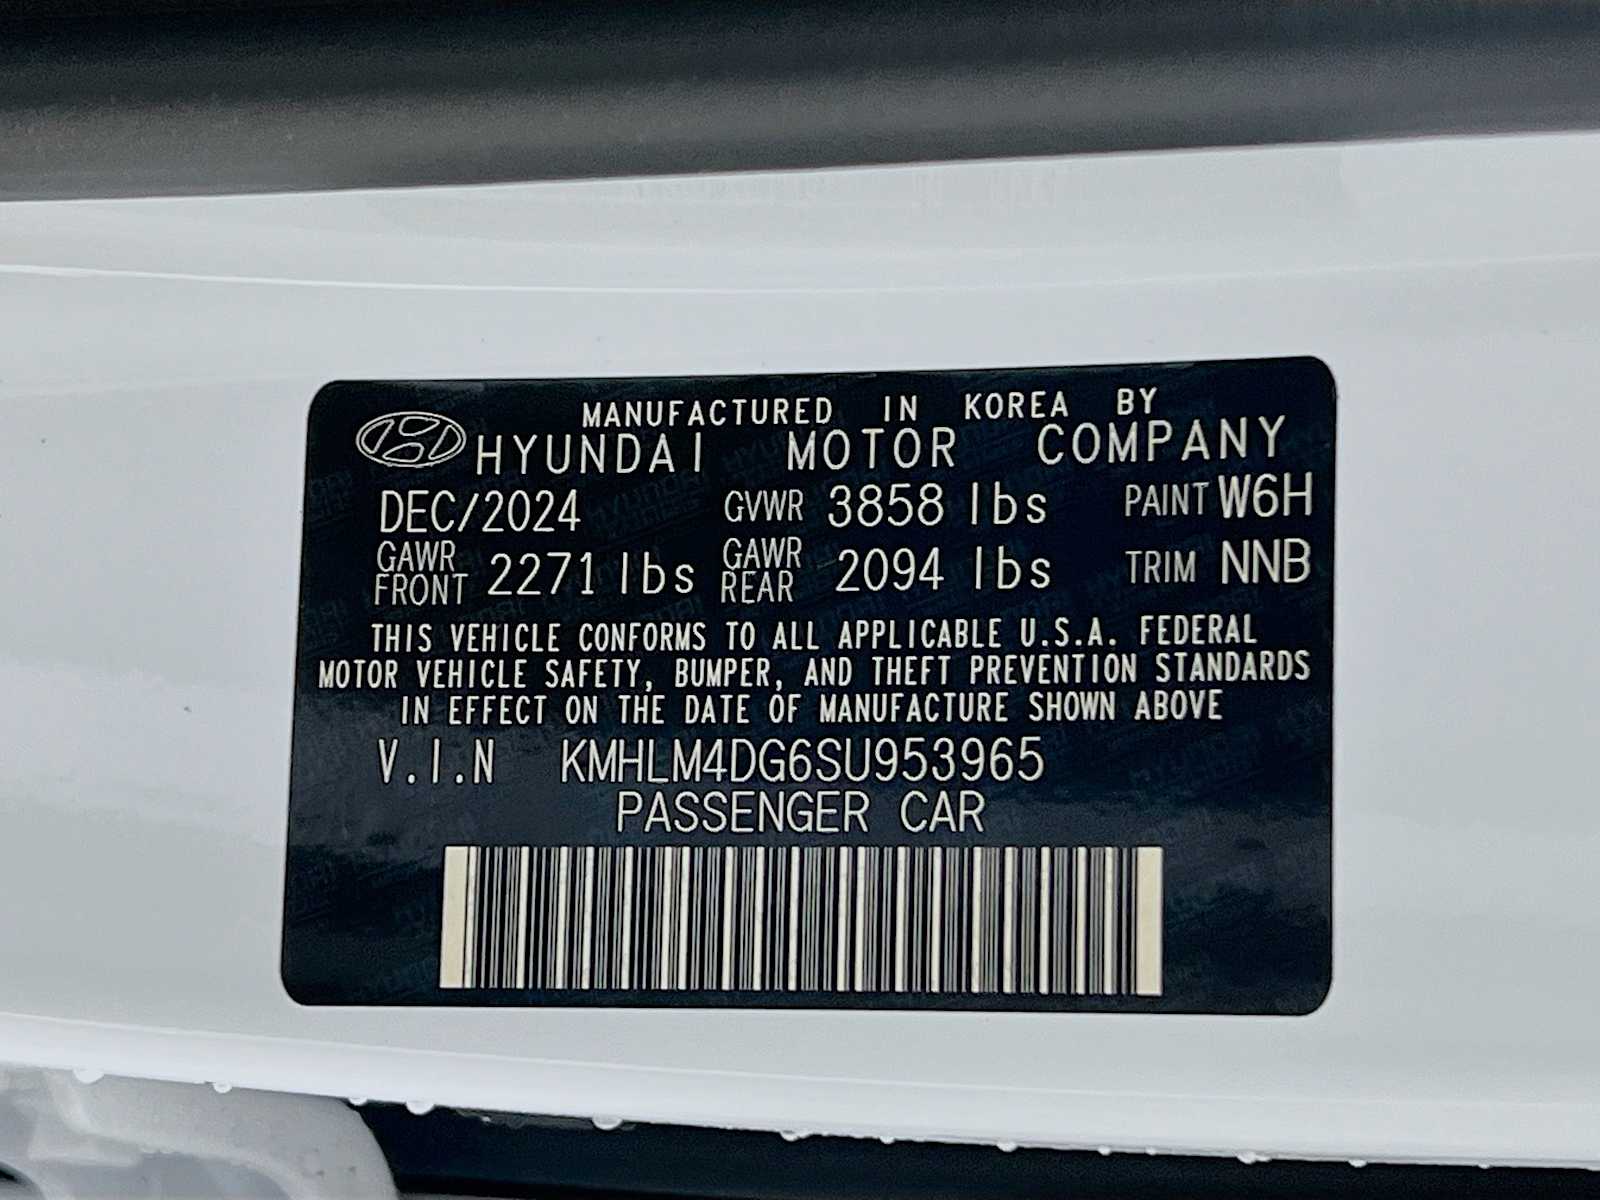 MANUFACTURED IN KOREA BY
HYUNDAI MOTOR COMPANY
DEC/2024 GVWR 3858 lbs PAINT W6H
GAWR FRONT 2271 lbs GAWR REAR 2094 lbs TRIM NNB
THIS VEHICLE CONFORMS TO ALL APPLICABLE U.S.A. FEDERAL
MOTOR VEHICLE SAFETY, BUMPER, AND THEFT PREVENTION STANDARDS
IN EFFECT ON THE DATE OF MANUFACTURE SHOWN ABOVE
V.I.N KMHLM4DG6SU953965
PASSENGER CAR